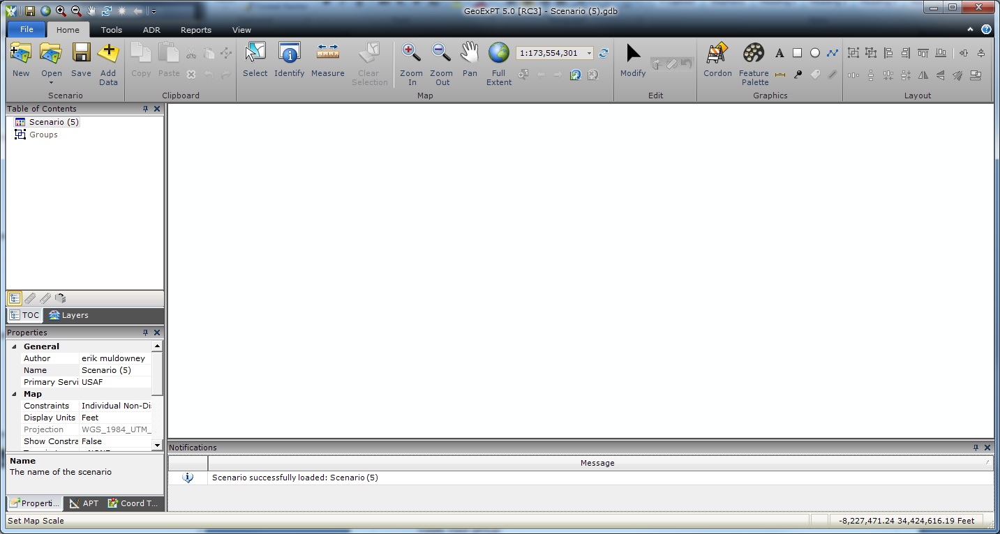 GeoExPT 5.0 [RC3] - Scenario (5).gdb
File Home Tools ADR Reports View
New Open Save Add Data
Copy Paste
Select Identify Measure Clear Selection
Zoom In Zoom Out Pan Full Extent 1:173,554,301
Modify
Cordon Feature Palette A
Scenario Clipboard Map Edit Graphics Layout
Table of Contents
Scenario (5)
Groups
TOC Layers
Properties
General
Author erik muldowney
Name Scenario (5)
Primary Servi USAF
Map
Constraints Individual Non-Di
Display Units Feet
Projection WGS_1984_UTM_
Show Constra False
Name
The name of the scenario
Properti... APT Coord T...
Notifications
Message
Scenario successfully loaded: Scenario (5)
Set Map Scale
-8,227,471.24 34,424,616.19 Feet